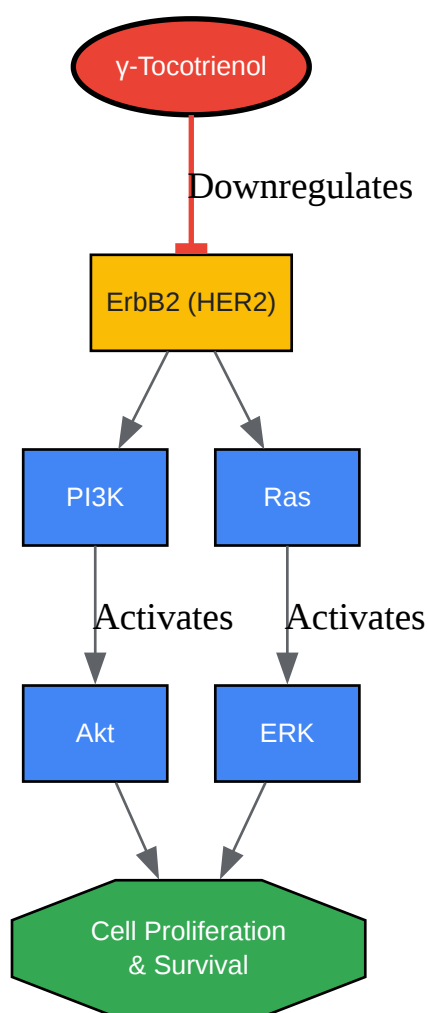 γ-Tocotrienol
Downregulates
ErbB2 (HER2)
PI3K
Ras
Activates
Activates
Akt
ERK
Cell Proliferation
& Survival